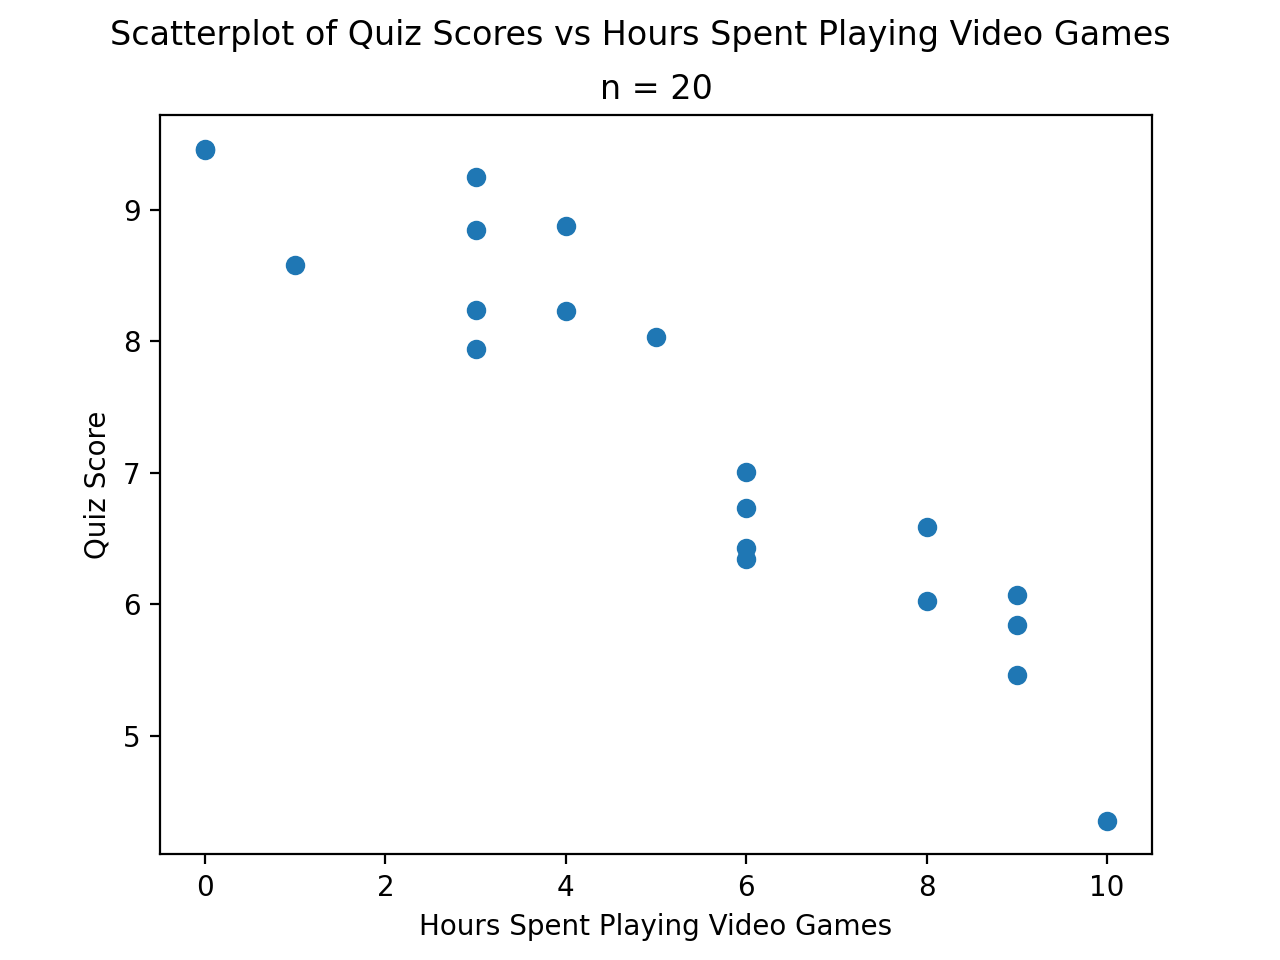 Scatterplot of Quiz Scores vs Hours Spent Playing Video Games
n = 20
9
8
7
6
5
Quiz Score
0 2 4 6 8 10
Hours Spent Playing Video Games